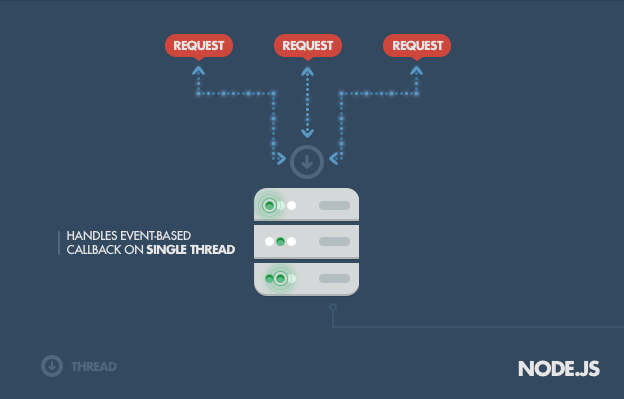 REQUEST
REQUEST
REQUEST
HANDLES EVENT-BASED
CALLBACK ON SINGLE THREAD
THREAD
NODE.JS